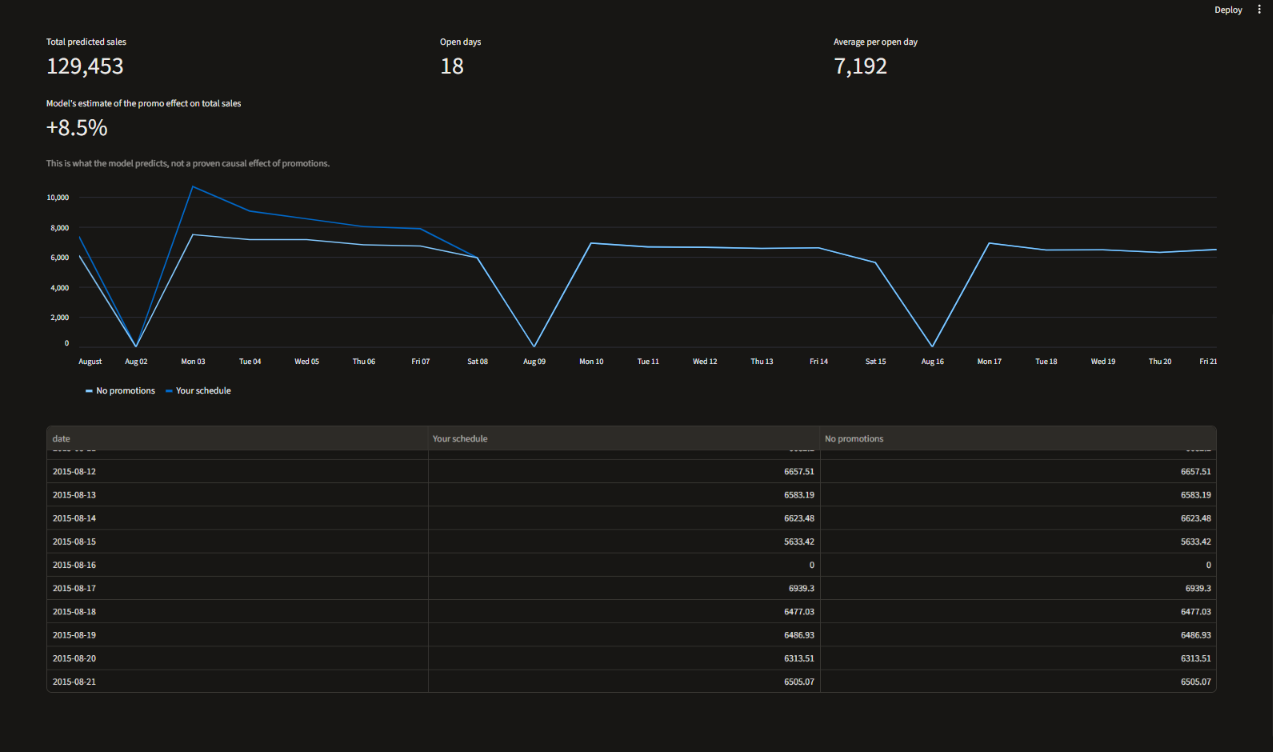 Deploy
Total predicted sales Open days Average per open day
129,453 18 7,192
Model's estimate of the promo effect on total sales
+8.5%
This is what the model predicts, not a proven causal effect of promotions.
10,000
8,000
6,000
4,000
2,000
0
August Aug 02 Mon 03 Tue 04 Wed 05 Thu 06 Fri 07 Sat 08 Aug 09 Mon 10 Tue 11 Wed 12 Thu 13 Fri 14 Sat 15 Aug 16 Mon 17 Tue 18 Wed 19 Thu 20 Fri 21
No promotions Your schedule
date Your schedule No promotions
2015-08-12 6657.51 6657.51
2015-08-13 6583.19 6583.19
2015-08-14 6623.48 6623.48
2015-08-15 5633.42 5633.42
2015-08-16 0 0
2015-08-17 6939.3 6939.3
2015-08-18 6477.03 6477.03
2015-08-19 6486.93 6486.93
2015-08-20 6313.51 6313.51
2015-08-21 6505.07 6505.07